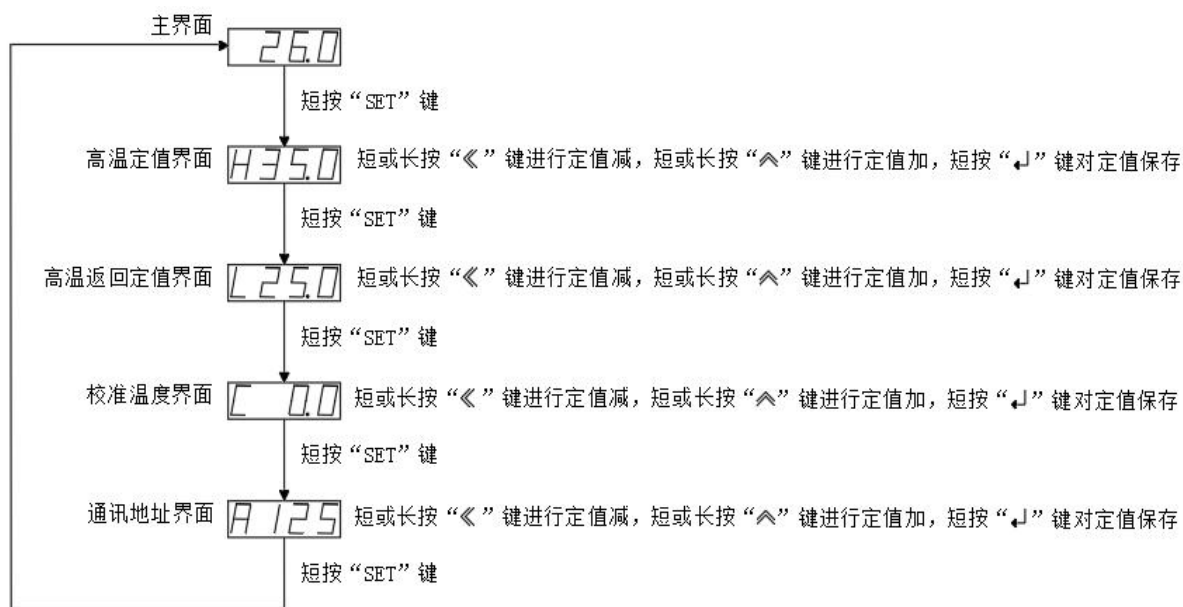 主界面 26.0
短按“SET”键
高温定值界面 H35.0 短或长按“《”键进行定值减，短或长按“︽”键进行定值加，短按“↵”键对定值保存
短按“SET”键
高温返回定值界面 L25.0 短或长按“《”键进行定值减，短或长按“︽”键进行定值加，短按“↵”键对定值保存
短按“SET”键
校准温度界面 C 0.0 短或长按“《”键进行定值减，短或长按“︽”键进行定值加，短按“↵”键对定值保存
短按“SET”键
通讯地址界面 A125 短或长按“《”键进行定值减，短或长按“︽”键进行定值加，短按“↵”键对定值保存
短按“SET”键